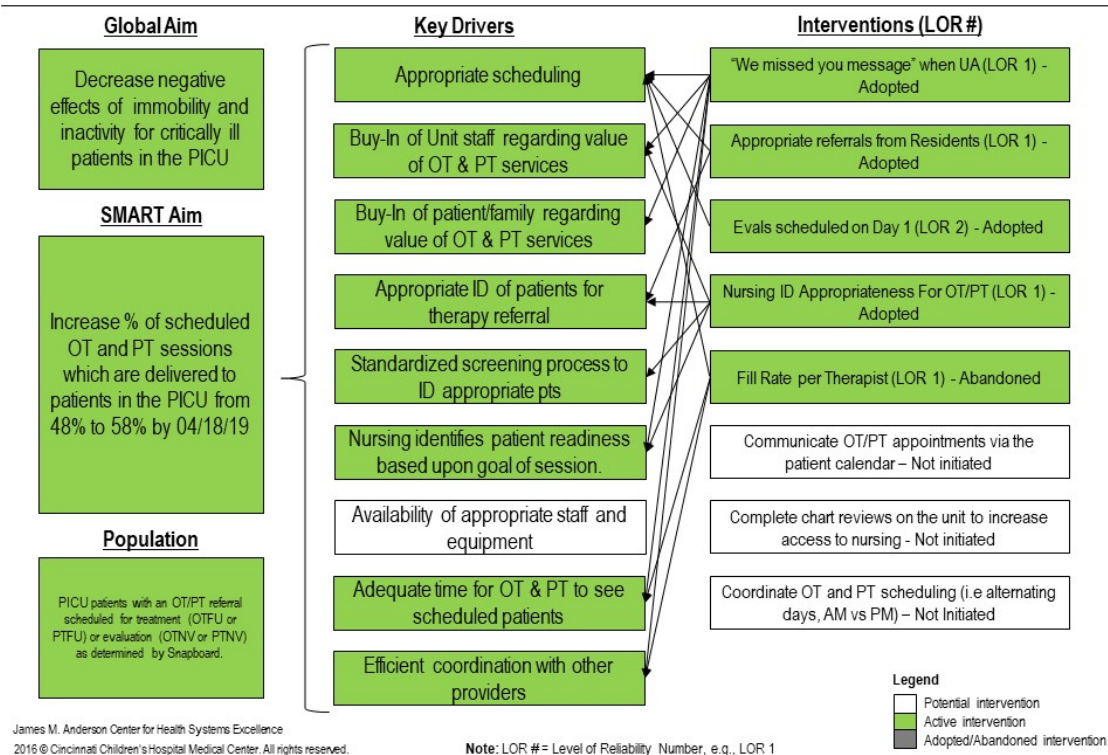 Global Aim
Decrease negative
effects of immobility and
inactivity for critically ill
patients in the PICU
SMART Aim
Increase % of scheduled
OT and PT sessions
which are delivered to
patients in the PICU from
48% to 58% by 04/18/19
Population
PICU patients with an OT/PT referral
scheduled for treatment (OTFU or
PTFU) or evaluation (OTNV or PTNV)
as determined by Snapboard.
Key Drivers
Appropriate scheduling
Buy-In of Unit staff regarding value
of OT & PT services
Buy-In of patient/family regarding
value of OT & PT services
Appropriate ID of patients for
therapy referral
Standardized screening process to
ID appropriate pts
Nursing identifies patient readiness
based upon goal of session.
Availability of appropriate staff and
equipment
Adequate time for OT & PT to see
scheduled patients
Efficient coordination with other
providers
Interventions (LOR #)
“We missed you message” when UA (LOR 1) -
Adopted
Appropriate referrals from Residents (LOR 1) -
Adopted
Evals scheduled on Day 1 (LOR 2) - Adopted
Nursing ID Appropriateness For OT/PT (LOR 1) -
Adopted
Fill Rate per Therapist (LOR 1) - Abandoned
Communicate OT/PT appointments via the
patient calendar – Not initiated
Complete chart reviews on the unit to increase
access to nursing - Not initiated
Coordinate OT and PT scheduling (i.e alternating
days, AM vs PM) – Not Initiated
Legend
Potential intervention
Active intervention
Adopted/Abandoned intervention
James M. Anderson Center for Health Systems Excellence
2016 © Cincinnati Children's Hospital Medical Center. All rights reserved.
Note: LOR # = Level of Reliability Number, e.g., LOR 1